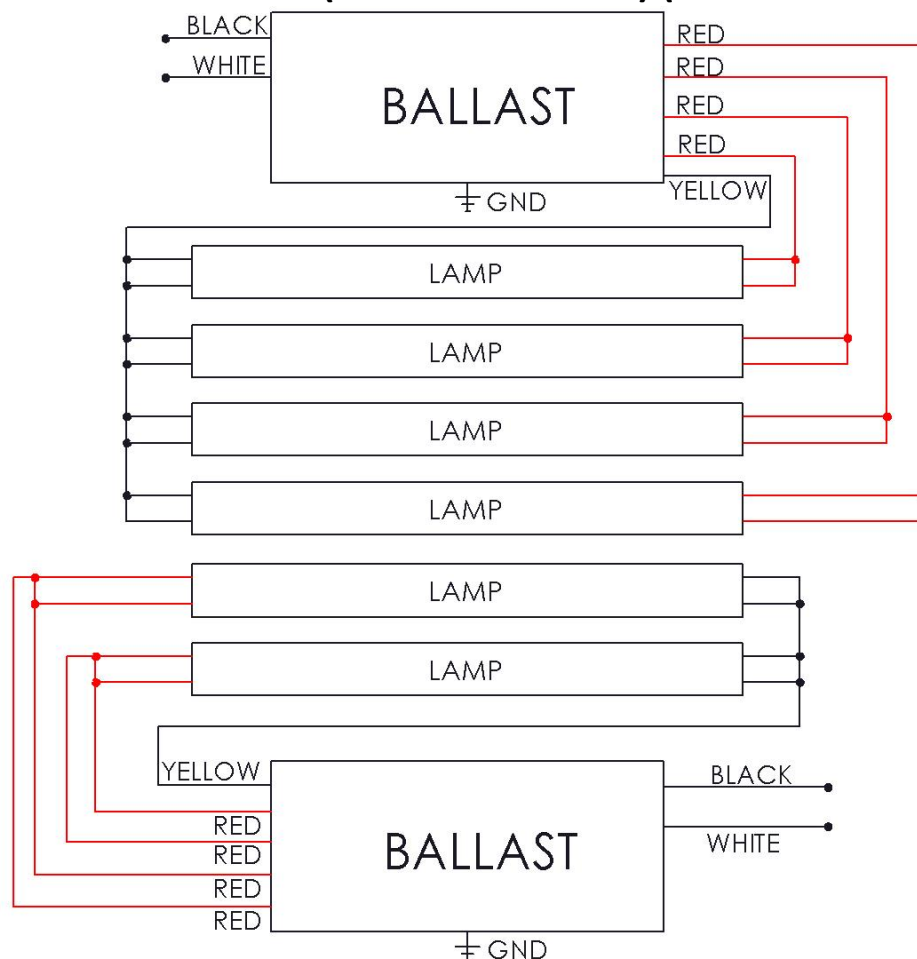 BLACK
WHITE
BALLAST
RED
RED
RED
RED
YELLOW
GND
LAMP
LAMP
LAMP
LAMP
LAMP
LAMP
YELLOW
RED
RED
RED
RED
BALLAST
BLACK
WHITE
GND